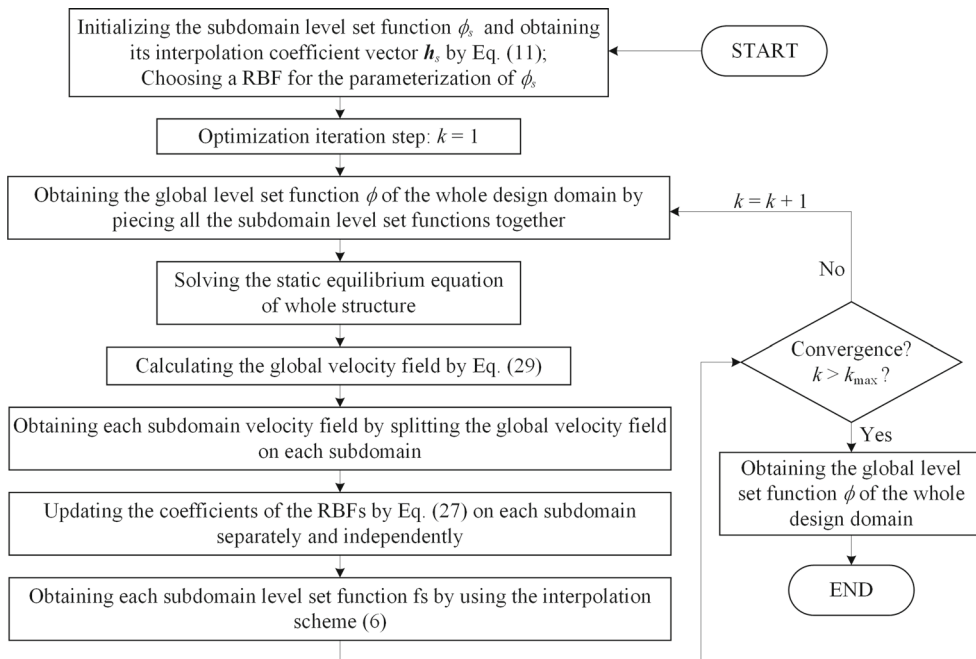 START
Initializing the subdomain level set function ϕs and obtaining
its interpolation coefficient vector hs by Eq. (11);
Choosing a RBF for the parameterization of ϕs
Optimization iteration step: k = 1
Obtaining the global level set function ϕ of the whole design domain by
piecing all the subdomain level set functions together
Solving the static equilibrium equation
of whole structure
Calculating the global velocity field by Eq. (29)
Obtaining each subdomain velocity field by splitting the global velocity field
on each subdomain
Updating the coefficients of the RBFs by Eq. (27) on each subdomain
separately and independently
Obtaining each subdomain level set function fs by using the interpolation
scheme (6)
k = k + 1
No
Convergence?
k > kmax ?
Yes
Obtaining the global level
set function ϕ of the whole
design domain
END